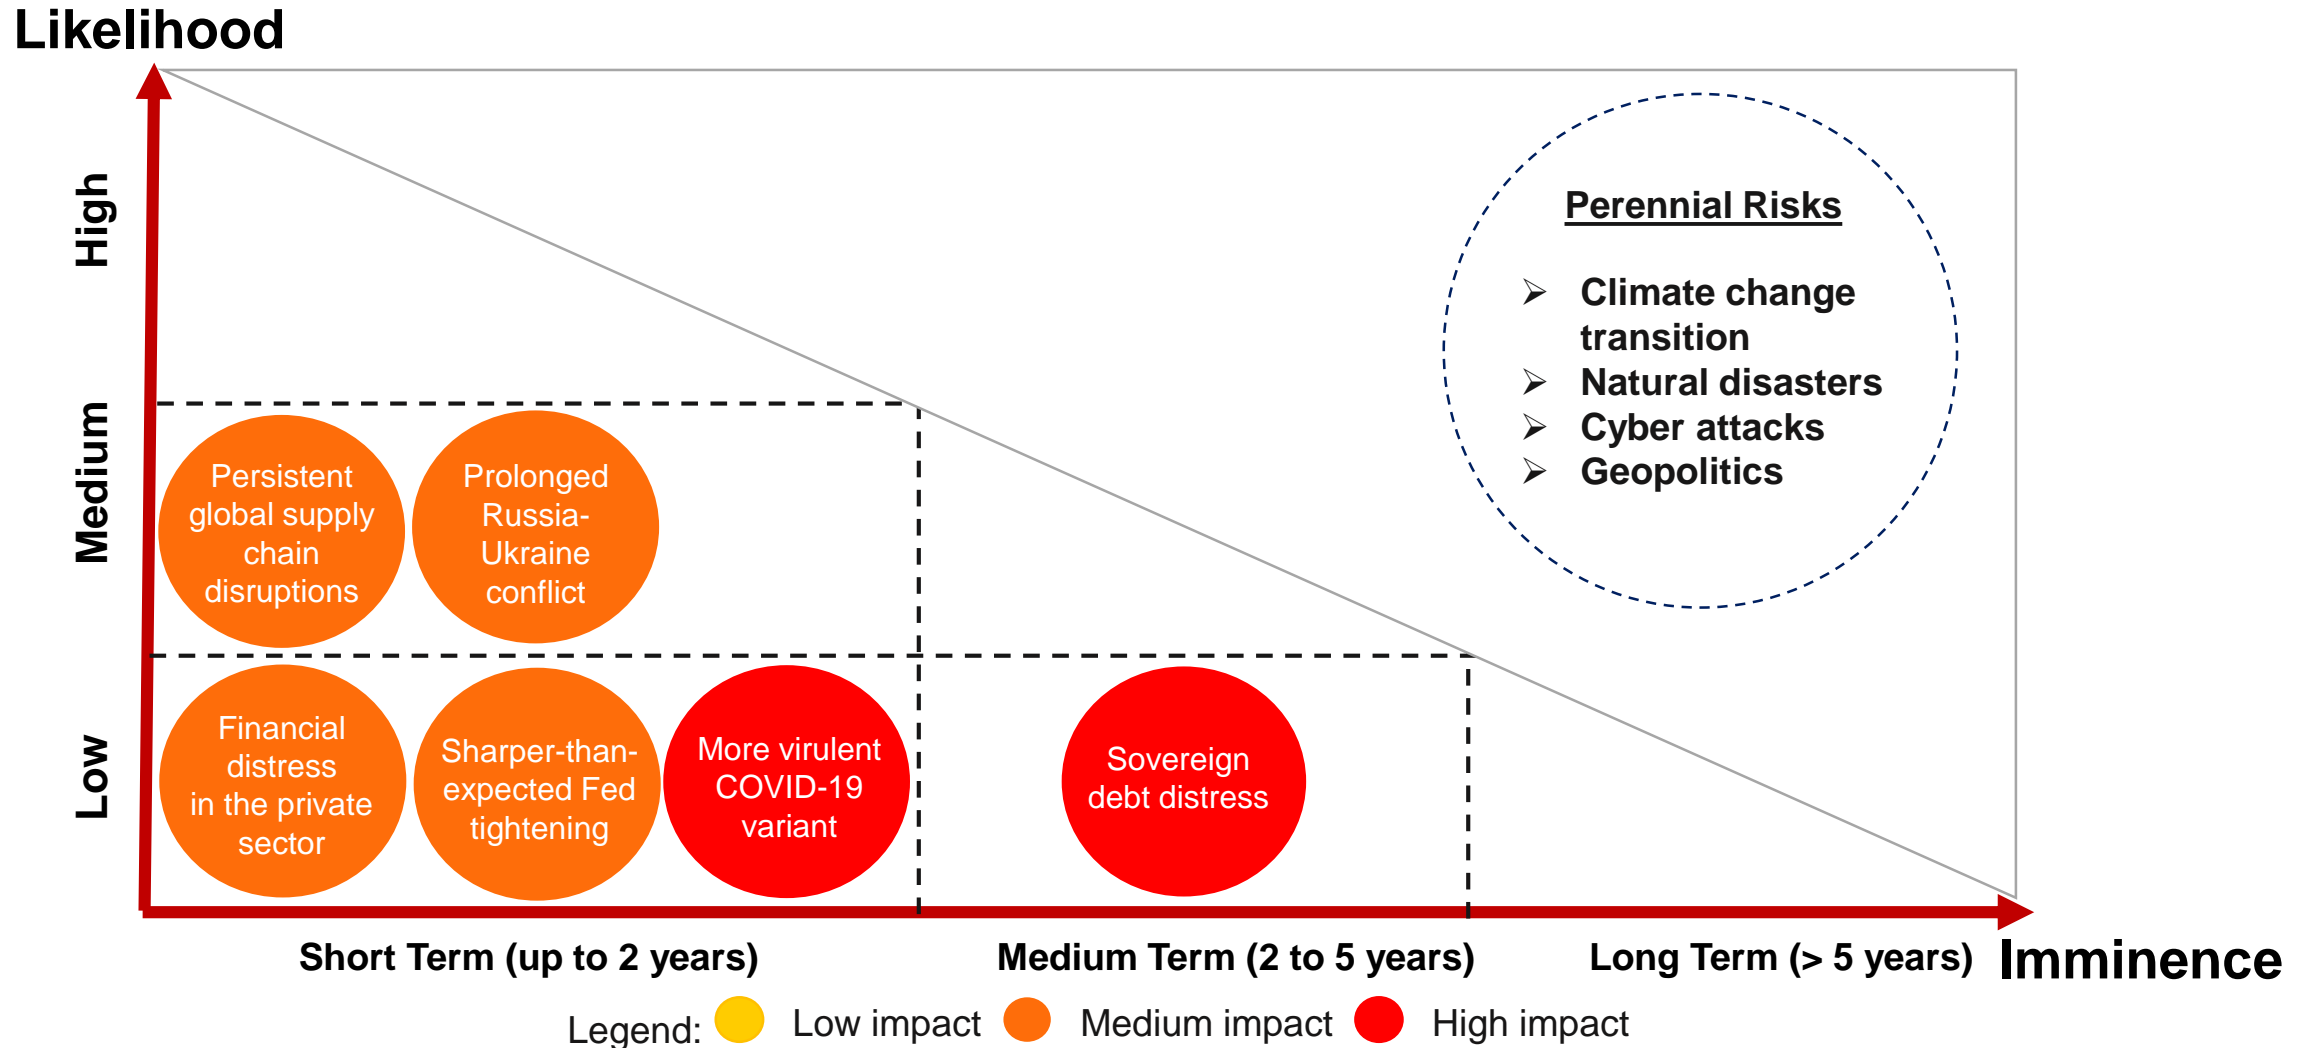 Likelihood
High
Medium
Low
Perennial Risks
➢ Climate change
transition
➢ Natural disasters
➢ Cyber attacks
➢ Geopolitics
Persistent
global supply
chain
disruptions
Prolonged
Russia-
Ukraine
conflict
Financial
distress
in the private
sector
Sharper-than-
expected Fed
tightening
More virulent
COVID-19
variant
Sovereign
debt distress
Short Term (up to 2 years)
Medium Term (2 to 5 years)
Long Term (> 5 years)
Imminence
Legend: Low impact Medium impact High impact